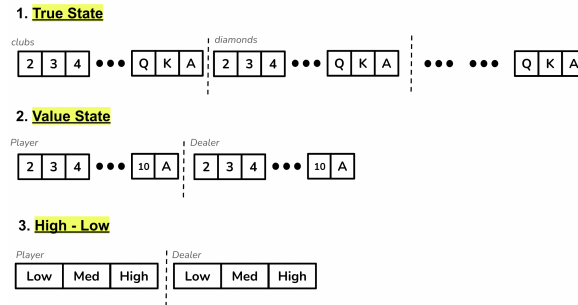 1. True State
clubs diamonds
2 3 4 ••• Q K A 2 3 4 ••• Q K A ••• ••• Q K A
2. Value State
Player Dealer
2 3 4 ••• 10 A 2 3 4 ••• 10 A
3. High - Low
Player Dealer
Low Med High Low Med High